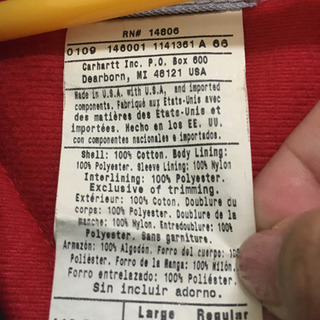 RN# 14806
0109 146001 1141361 A 66
Carhartt Inc. P.O. Box 600
Dearborn, MI 48121 USA
Made in U.S.A. with U.S.A. and imported
components. Fabriqué aux Etats-Unis avec
des matières des Etats-Unis et
importées. Hecho en los EE. UU.
con componentes nacionales e importados.
Shell: 100% Cotton. Body Lining:
100% Polyester. Sleeve Lining: 100% Nylon
Interlining: 100% Polyester.
Exclusive of trimming.
Extérieur: 100% Coton. Doublure du
corps: 100% Polyester. Doublure de la
manche: 100% Nylon. Entredoublure: 100%
Polyester. Sans garniture.
Armazón: 100% Algodón. Forro del cuerpo: 100%
Poliéster. Forro de la Manga: 100% Nilón.
Forro entrelazado: 100% Poliéster.
Sin incluir adorno.
Large Regular